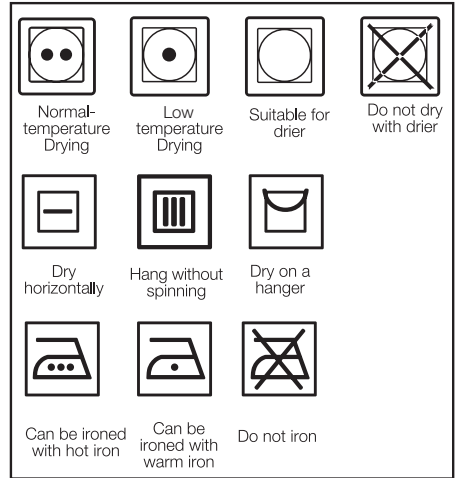 Normal-
temperature
Drying
Low
temperature
Drying
Suitable for
drier
Do not dry
with drier
Dry
horizontally
Hang without
spinning
Dry on a
hanger
Can be ironed
with hot iron
Can be
ironed with
warm iron
Do not iron